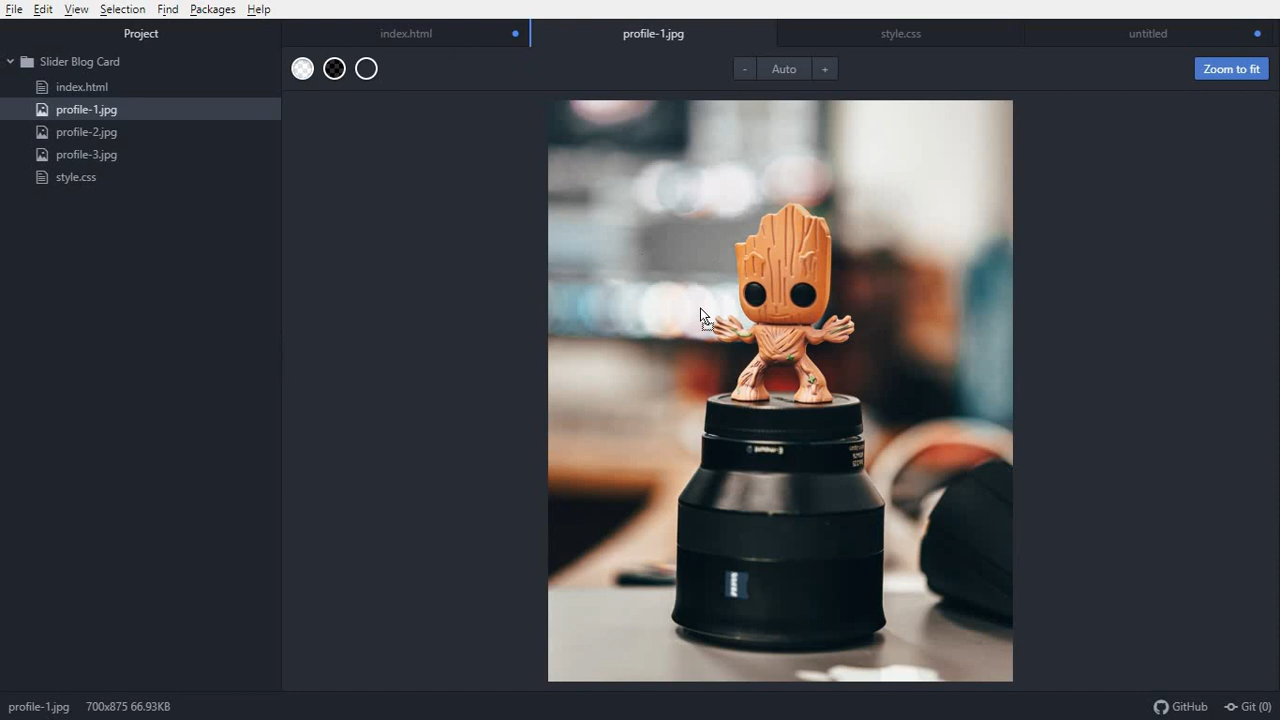 File Edit View Selection Find Packages Help
Project
index.html
profile-1.jpg
style.css
untitled
Slider Blog Card
index.html
profile-1.jpg
profile-2.jpg
profile-3.jpg
style.css
- Auto +
Zoom to fit
profile-1.jpg 700x875 66.93KB
GitHub Git (0)